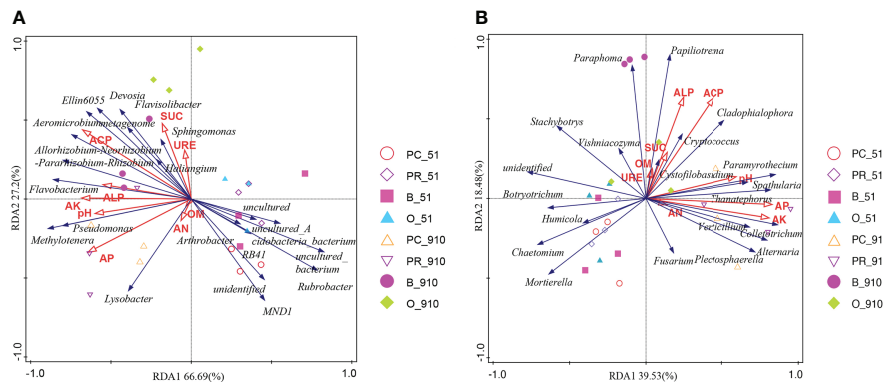 A
1.0
Ellin6055
Devosia
Flavisolibacter
SUC
Aeromicrobium
metagenome
Sphingomonas
ACP
URE
Allorhizobium-Neorhizobium
-Pararhizobium-Rhizobium
Haliangium
Flavobacterium
ALP
AK
pH
OM
uncultured
Pseudomonas
AN
uncultured_A
Methylotenera
Arthrobacter
cidobacteria_bacterium
AP
RB41
uncultured_
bacterium
Lysobacter
unidentified
Rubrobacter
MND1
RDA2 27.2(%)
-1.0
-1.0
RDA1 66.69(%)
1.0
PC_51
PR_51
B_51
O_51
PC_910
PR_910
B_910
O_910
B
1.0
Paraphoma
Papiliotrena
ALP
ACP
Stachybotrys
Cladophialophora
Vishniacozyma
SUC
Cryptococcus
OM
unidentified
URE
Cystofilobasidium
Paramyrothecium
pH
Botryotrichum
Spathularia
Thanatephorus
AP
Humicola
AN
AK
Verticillium
Colletotrichum
Chaetomium
Fusarium
Plectosphaerella
Alternaria
Mortierella
RDA2 18.48(%)
-1.0
-1.0
RDA1 39.53(%)
1.0
PC_51
PR_51
B_51
O_51
PC_91
PR_91
B_910
O_910